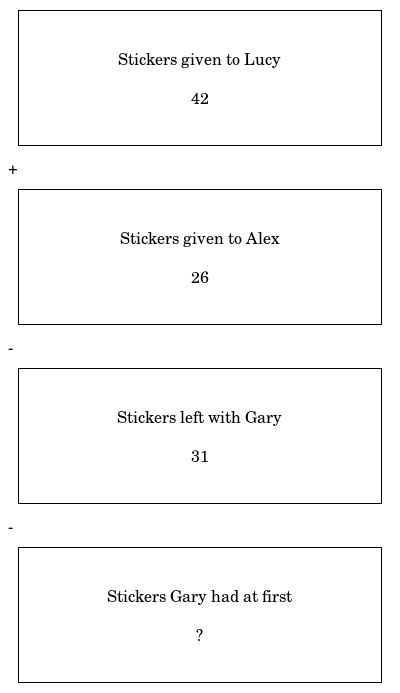 Stickers given to Lucy
42
+
Stickers given to Alex
26
-
Stickers left with Gary
31
-
Stickers Gary had at first
?